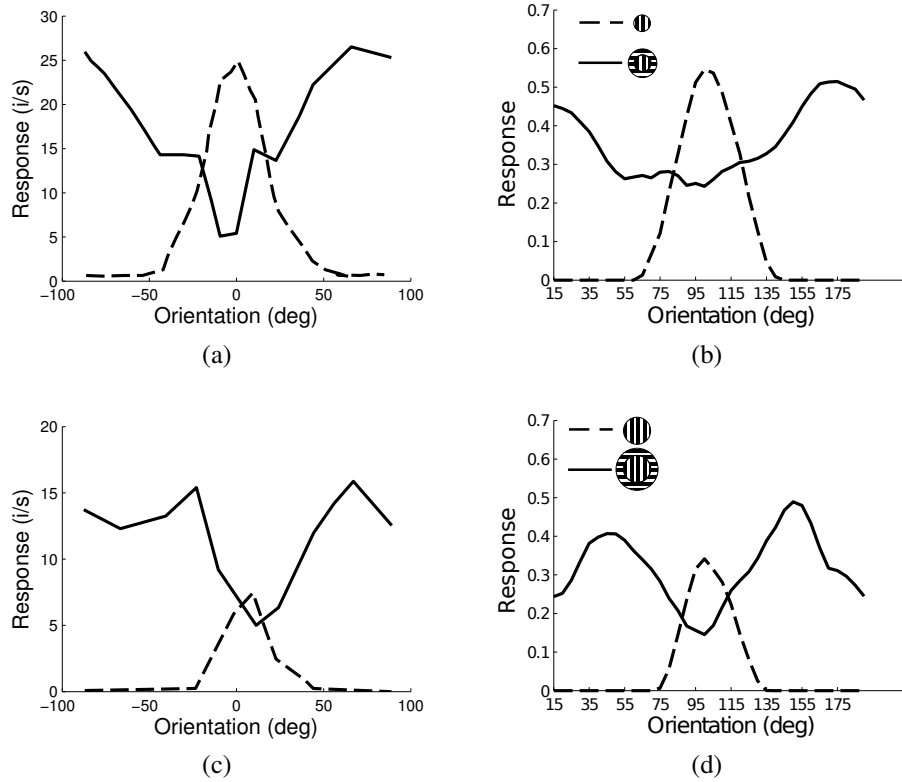 30
25
20
15
10
5
0
Response (i/s)
−100 −50 0 50 100
Orientation (deg)
(a)
0.7
0.6
0.5
0.4
0.3
0.2
0.1
0
Response
15 35 55 75 95 115 135 155 175
Orientation (deg)
(b)
20
15
10
5
0
Response (i/s)
−100 −50 0 50 100
Orientation (deg)
(c)
0.7
0.6
0.5
0.4
0.3
0.2
0.1
0
Response
15 35 55 75 95 115 135 155 175
Orientation (deg)
(d)